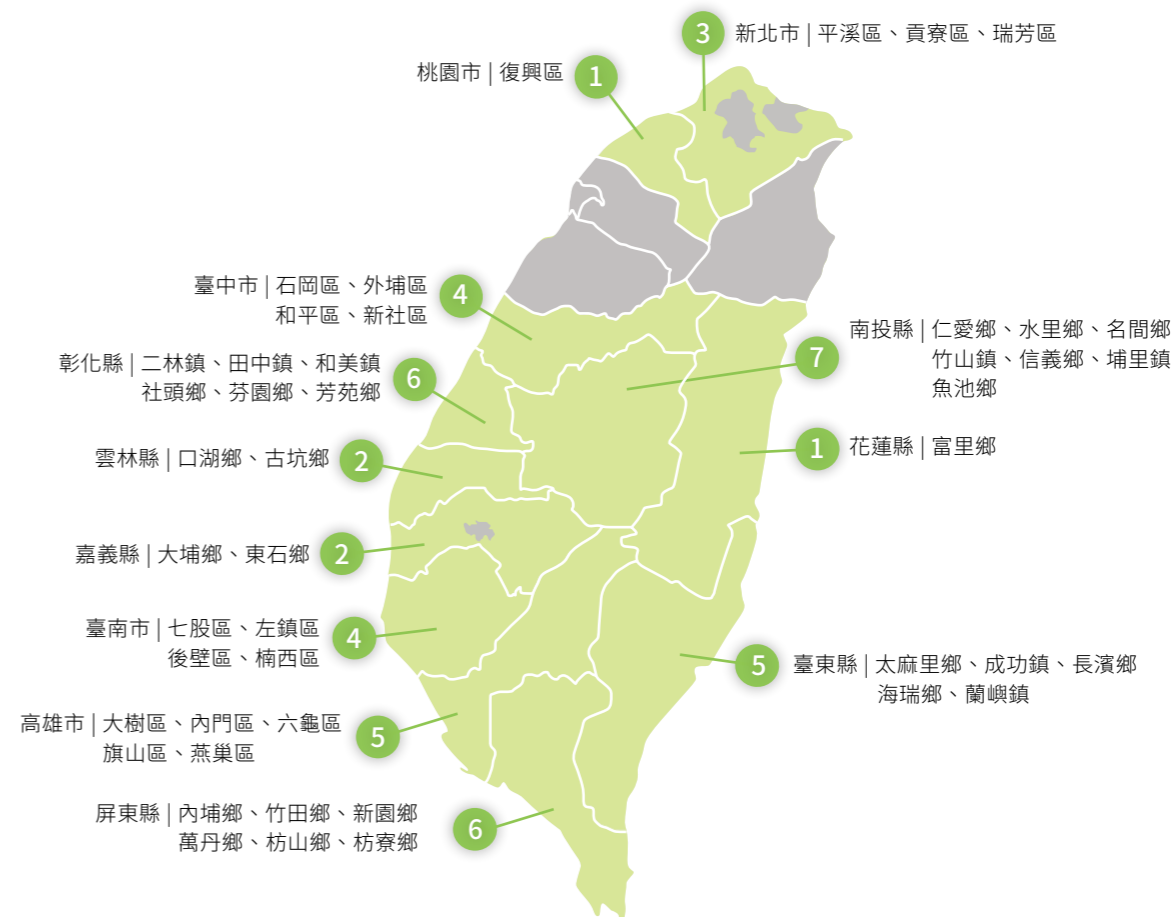 3 新北市 | 平溪區、貢寮區、瑞芳區
桃園市 | 復興區 1
臺中市 | 石岡區、外埔區
和平區、新社區
4
南投縣 | 仁愛鄉、水里鄉、名間鄉
竹山鎮、信義鄉、埔里鎮
魚池鄉
7
彰化縣 | 二林鎮、田中鎮、和美鎮
社頭鄉、芬園鄉、芳苑鄉
6
1 花蓮縣 | 富里鄉
雲林縣 | 口湖鄉、古坑鄉 2
嘉義縣 | 大埔鄉、東石鄉 2
臺南市 | 七股區、左鎮區
後壁區、楠西區
4
5
臺東縣 | 太麻里鄉、成功鎮、長濱鄉
海瑞鄉、蘭嶼鎮
高雄市 | 大樹區、內門區、六龜區
旗山區、燕巢區
5
屏東縣 | 內埔鄉、竹田鄉、新園鄉
萬丹鄉、枋山鄉、枋寮鄉
6